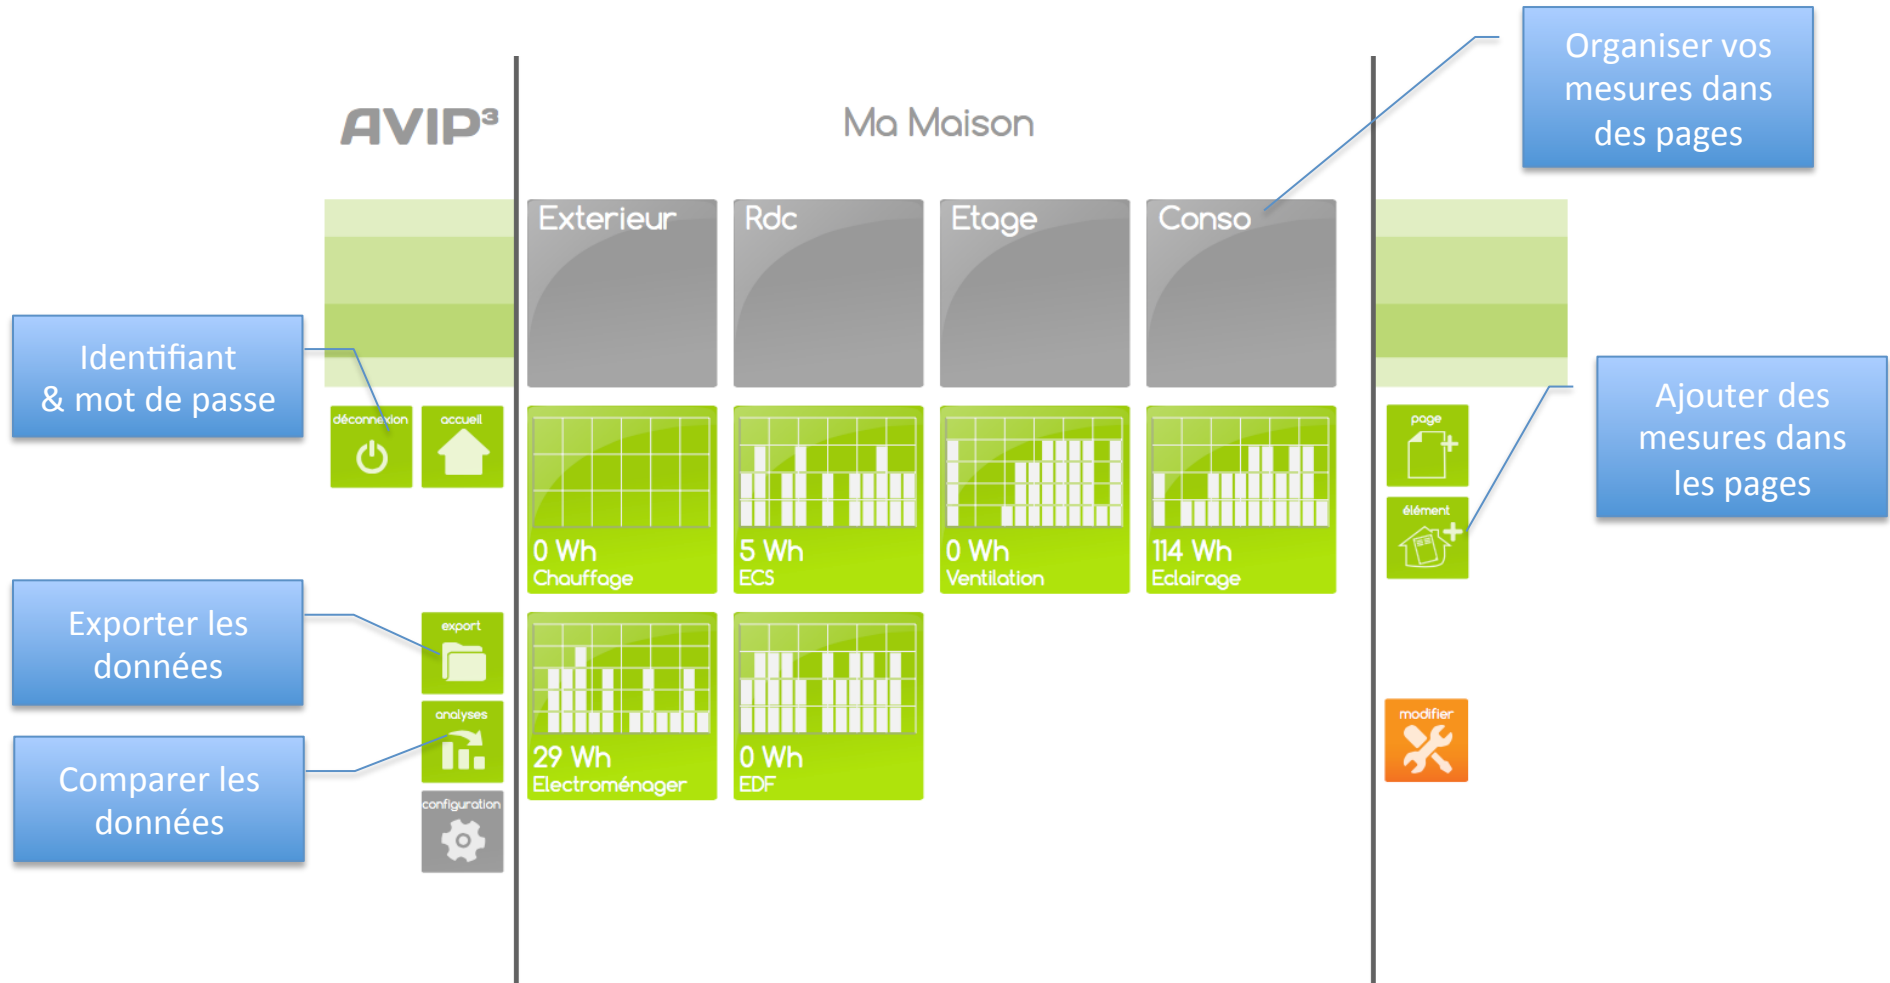 Organiser vos
mesures dans
des pages
AVIP³
Ma Maison
Exterieur
Rdc
Etage
Conso
Identifiant
& mot de passe
Ajouter des
mesures dans
les pages
déconnexion
accueil
page
élément
0 Wh
Chauffage
5 Wh
ECS
0 Wh
Ventilation
114 Wh
Eclairage
Exporter les
données
export
analyses
Comparer les
données
configuration
29 Wh
Electroménager
0 Wh
EDF
modifier